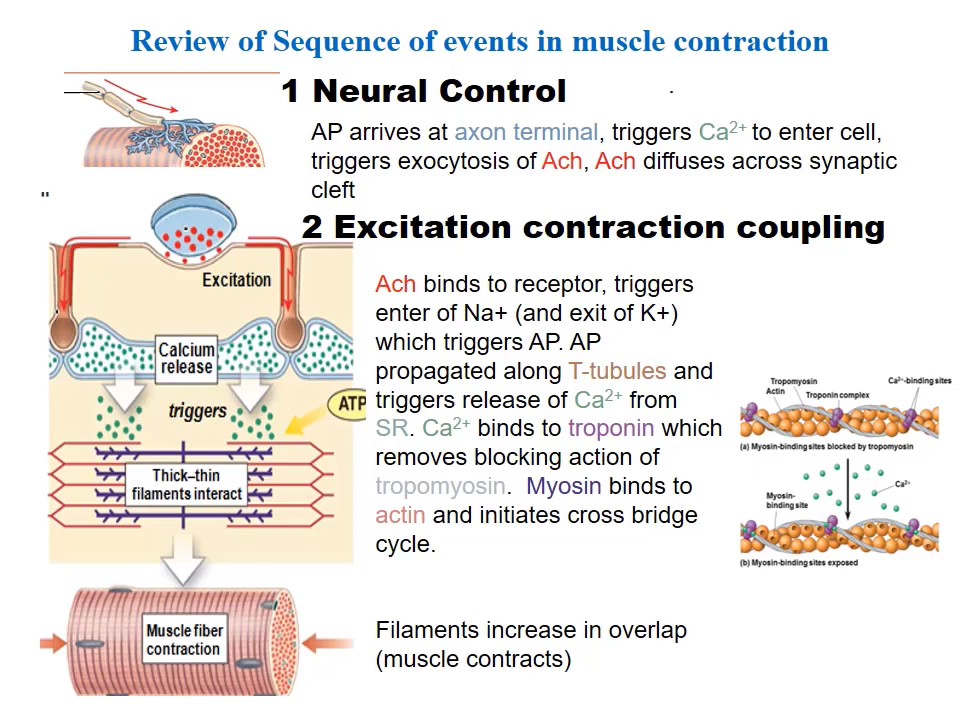 Review of Sequence of events in muscle contraction
1 Neural Control
AP arrives at axon terminal, triggers Ca2+ to enter cell,
triggers exocytosis of Ach, Ach diffuses across synaptic
cleft
"
2 Excitation contraction coupling
Excitation
Calcium
release
triggers
ATP
Thick–thin
filaments interact
Muscle fiber
contraction
Ach binds to receptor, triggers
enter of Na+ (and exit of K+)
which triggers AP. AP
propagated along T-tubules and
triggers release of Ca2+ from
SR. Ca2+ binds to troponin which
removes blocking action of
tropomyosin. Myosin binds to
actin and initiates cross bridge
cycle.
Filaments increase in overlap
(muscle contracts)
Tropomyosin
Actin
Troponin complex
Ca2+-binding sites
(a) Myosin-binding sites blocked by tropomyosin
Ca2+
Myosin-
binding site
(b) Myosin-binding sites exposed